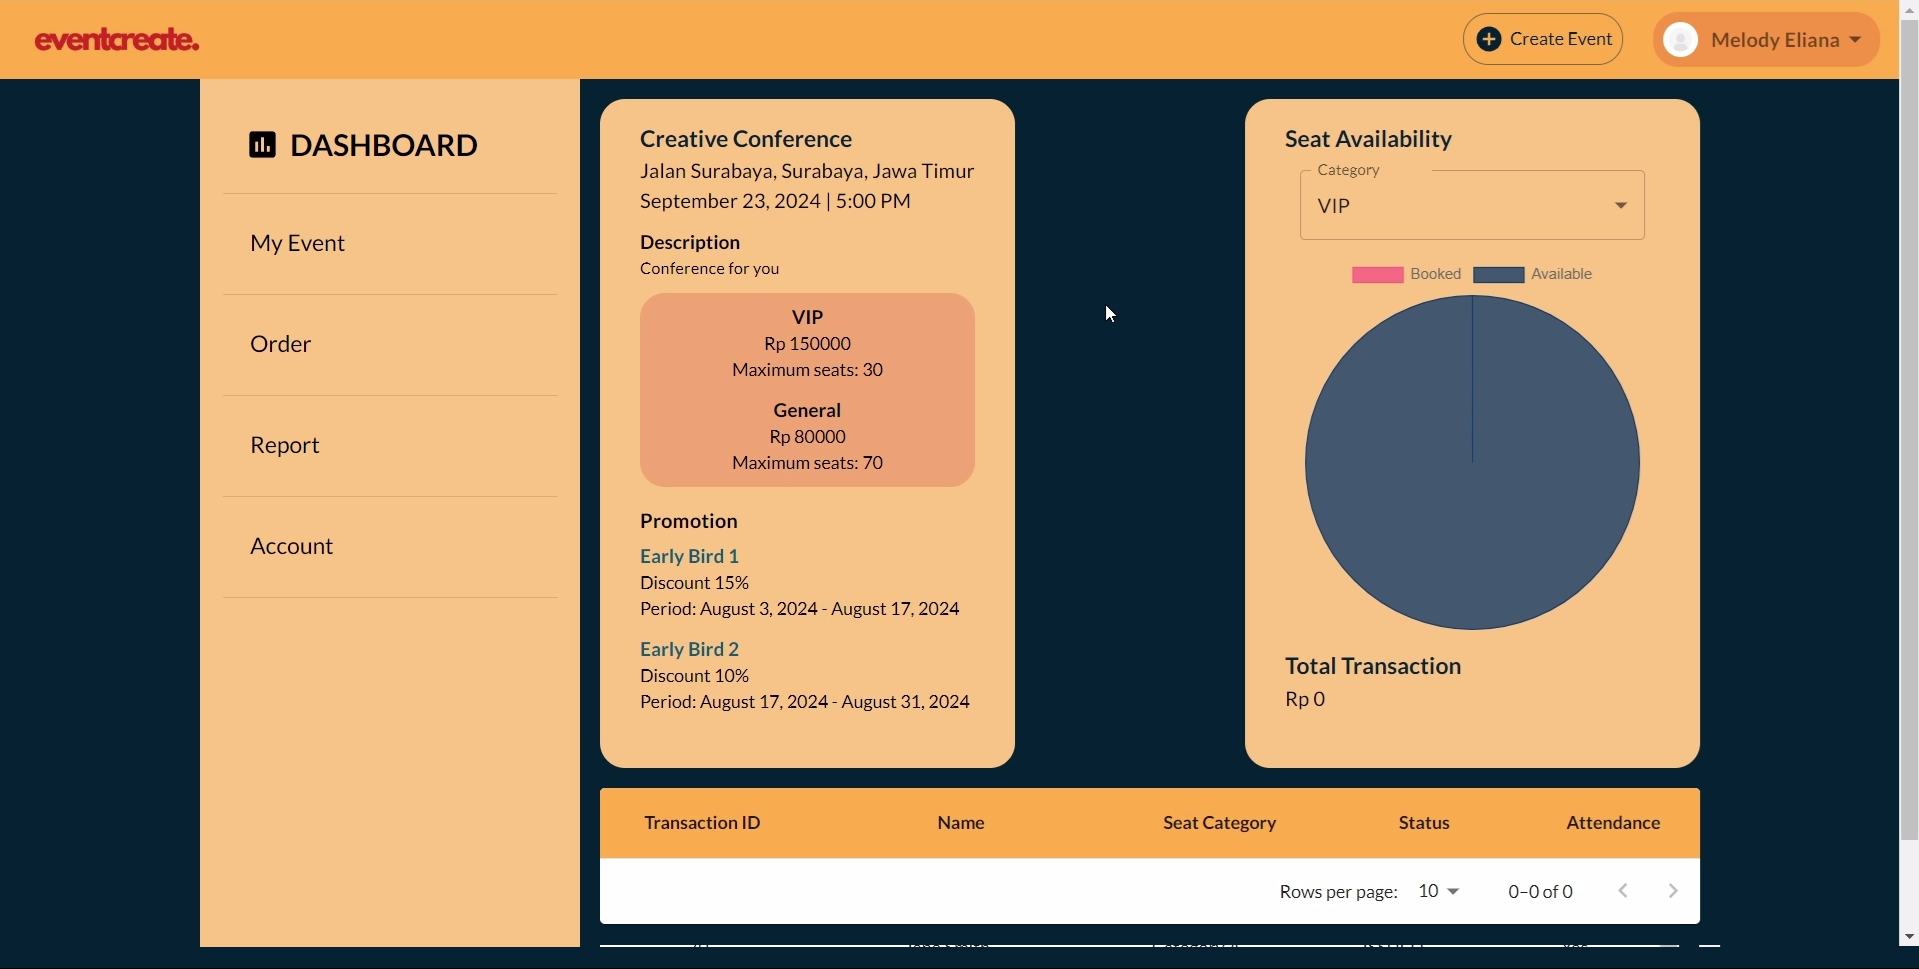 eventcreate.
Create Event
Melody Eliana
DASHBOARD
My Event
Order
Report
Account
Creative Conference
Jalan Surabaya, Surabaya, Jawa Timur
September 23, 2024 | 5:00 PM
Description
Conference for you
VIP
Rp 150000
Maximum seats: 30
General
Rp 80000
Maximum seats: 70
Promotion
Early Bird 1
Discount 15%
Period: August 3, 2024 - August 17, 2024
Early Bird 2
Discount 10%
Period: August 17, 2024 - August 31, 2024
Seat Availability
Category
VIP
Booked Available
Total Transaction
Rp 0
Transaction ID Name Seat Category Status Attendance
Rows per page: 10 0–0 of 0